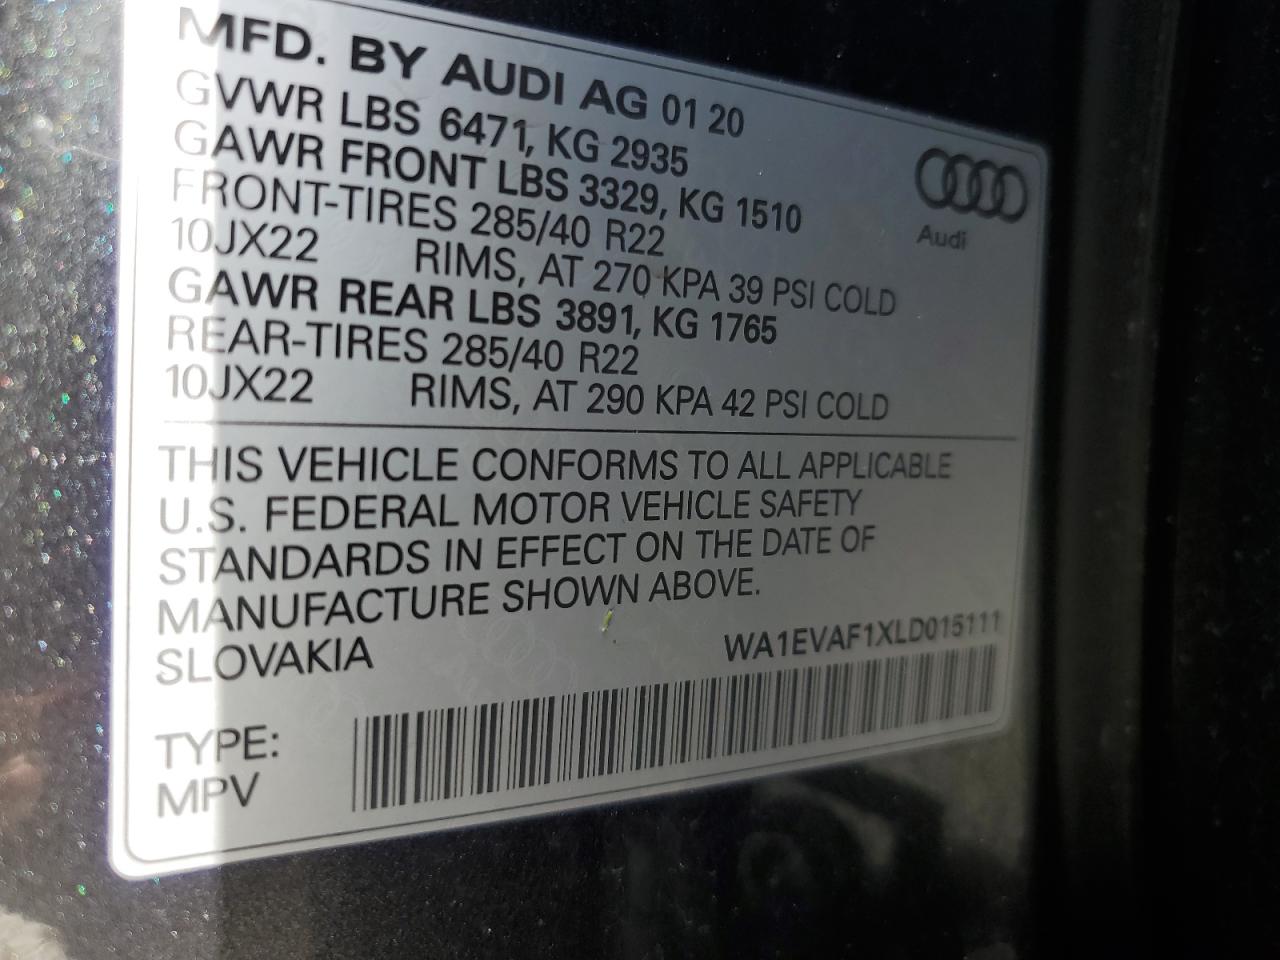 MFD. BY AUDI AG 01 20
GVWR LBS 6471, KG 2935
GAWR FRONT LBS 3329, KG 1510
FRONT-TIRES 285/40 R22
10JX22 RIMS, AT 270 KPA 39 PSI COLD
GAWR REAR LBS 3891, KG 1765
REAR-TIRES 285/40 R22
10JX22 RIMS, AT 290 KPA 42 PSI COLD
Audi
THIS VEHICLE CONFORMS TO ALL APPLICABLE
U.S. FEDERAL MOTOR VEHICLE SAFETY
STANDARDS IN EFFECT ON THE DATE OF
MANUFACTURE SHOWN ABOVE.
SLOVAKIA
WA1EVAF1XLD015111
TYPE:
MPV